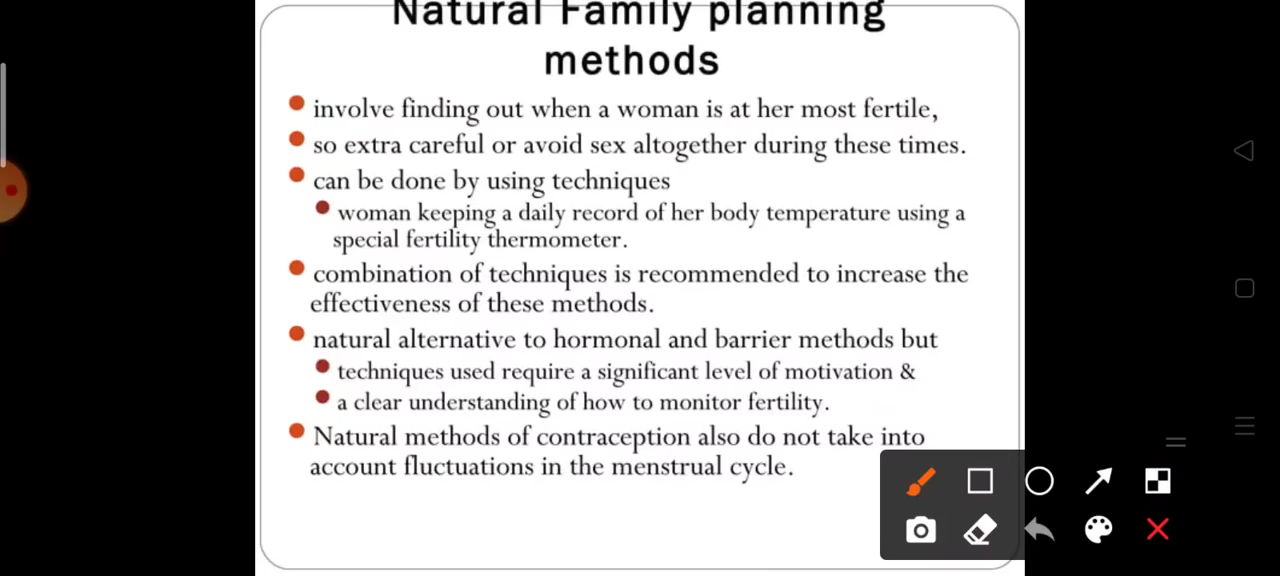 Natural Family planning
methods
involve finding out when a woman is at her most fertile,
so extra careful or avoid sex altogether during these times.
can be done by using techniques
woman keeping a daily record of her body temperature using a
special fertility thermometer.
combination of techniques is recommended to increase the
effectiveness of these methods.
natural alternative to hormonal and barrier methods but
techniques used require a significant level of motivation &
a clear understanding of how to monitor fertility.
Natural methods of contraception also do not take into
account fluctuations in the menstrual cycle.